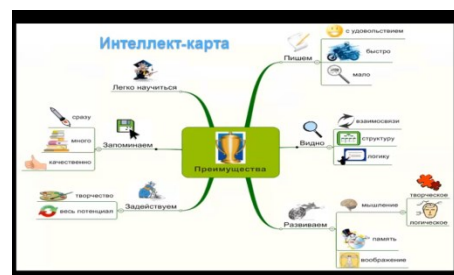 Интеллект-карта
с удовольствием
Пишем
быстро
мало
Легко научиться
сразу
много
Запоминаем
качественно
Преимущества
взаимосвязи
Видно
структуру
логику
творчество
весь потенциал
Задействуем
Развиваем
мышление
творческое
логическое
память
воображение